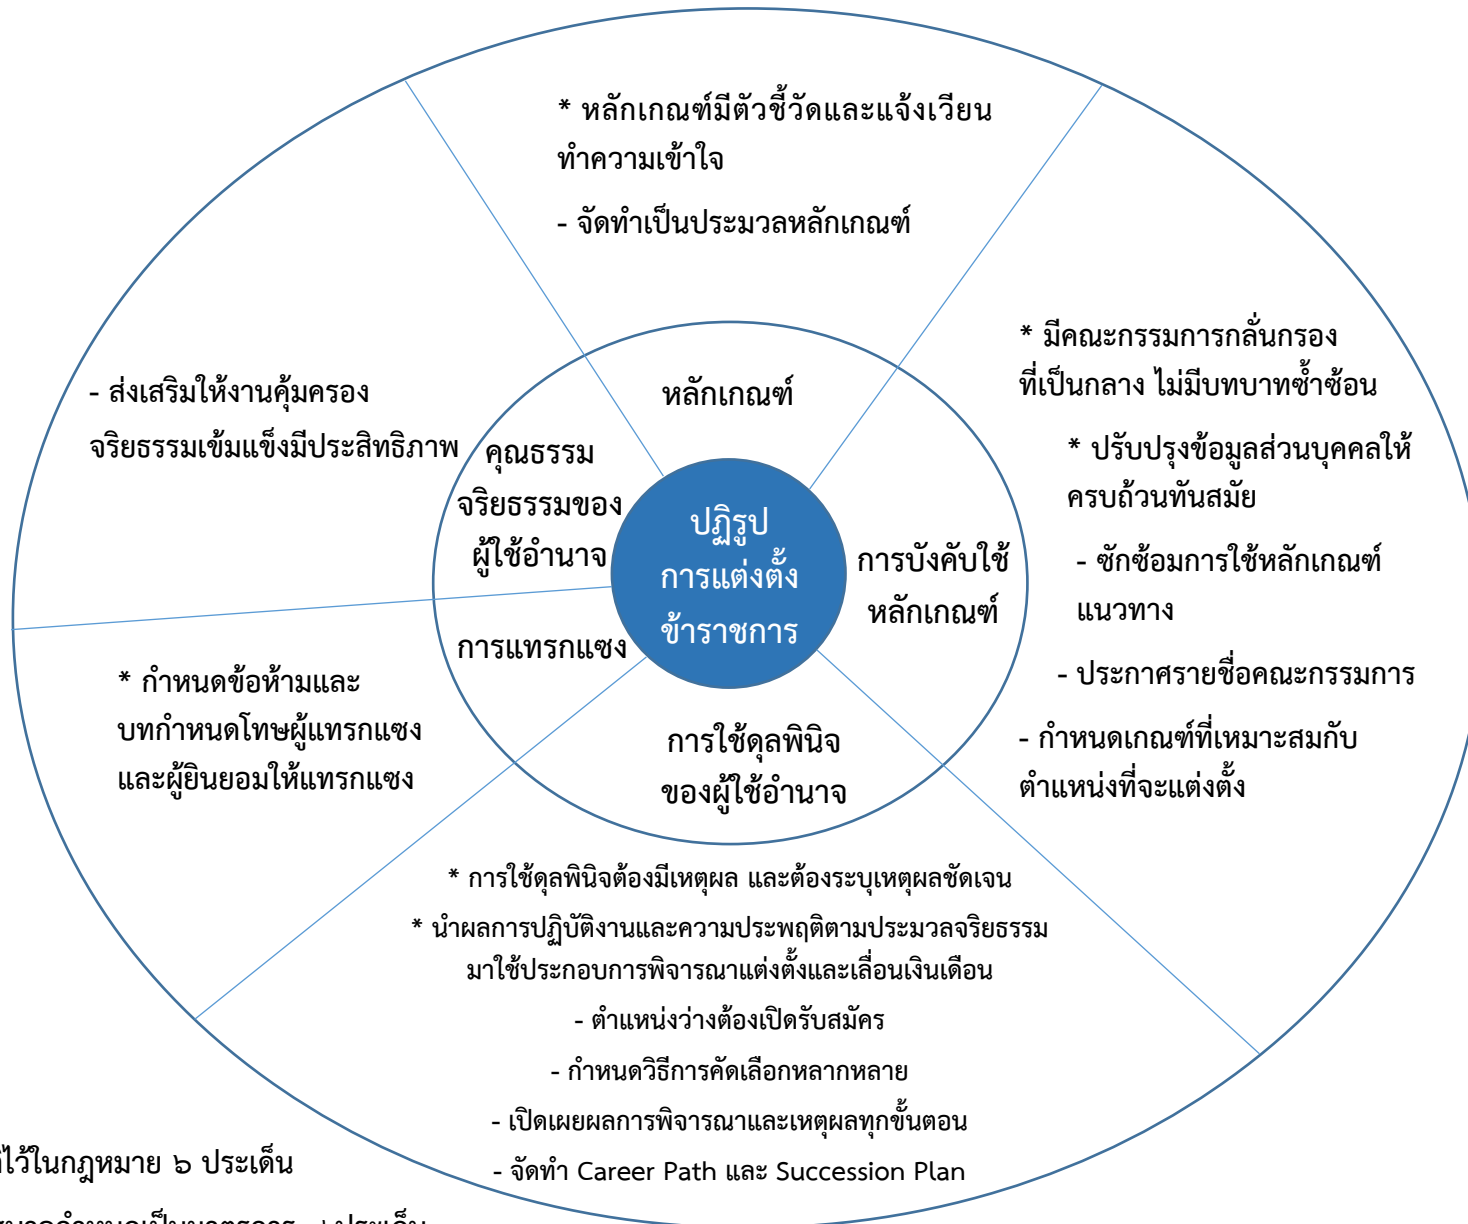 * หลักเกณฑ์มีตัวชี้วัดและแจ้งเวียน
ทำความเข้าใจ
- จัดทำเป็นประมวลหลักเกณฑ์
* มีคณะกรรมการกลั่นกรอง
ที่เป็นกลาง ไม่มีบทบาทซ้ำซ้อน
* ปรับปรุงข้อมูลส่วนบุคคลให้
ครบถ้วนทันสมัย
- ซักซ้อมการใช้หลักเกณฑ์
แนวทาง
- ประกาศรายชื่อคณะกรรมการ
- กำหนดเกณฑ์ที่เหมาะสมกับ
ตำแหน่งที่จะแต่งตั้ง
- ส่งเสริมให้งานคุ้มครอง
จริยธรรมเข้มแข็งมีประสิทธิภาพ
หลักเกณฑ์
คุณธรรม
จริยธรรมของ
ผู้ใช้อำนาจ
ปฏิรูป
การแต่งตั้ง
ข้าราชการ
การบังคับใช้
หลักเกณฑ์
การแทรกแซง
การใช้ดุลพินิจ
ของผู้ใช้อำนาจ
* กำหนดข้อห้ามและ
บทกำหนดโทษผู้แทรกแซง
และผู้ยินยอมให้แทรกแซง
* การใช้ดุลพินิจต้องมีเหตุผล และต้องระบุเหตุผลชัดเจน
* นำผลการปฏิบัติงานและความประพฤติตามประมวลจริยธรรม
มาใช้ประกอบการพิจารณาแต่งตั้งและเลื่อนเงินเดือน
- ตำแหน่งว่างต้องเปิดรับสมัคร
- กำหนดวิธีการคัดเลือกหลากหลาย
- เปิดเผยผลการพิจารณาและเหตุผลทุกขั้นตอน
- จัดทำ Career Path และ Succession Plan
ไว้ในกฎหมาย ๖ ประเด็น